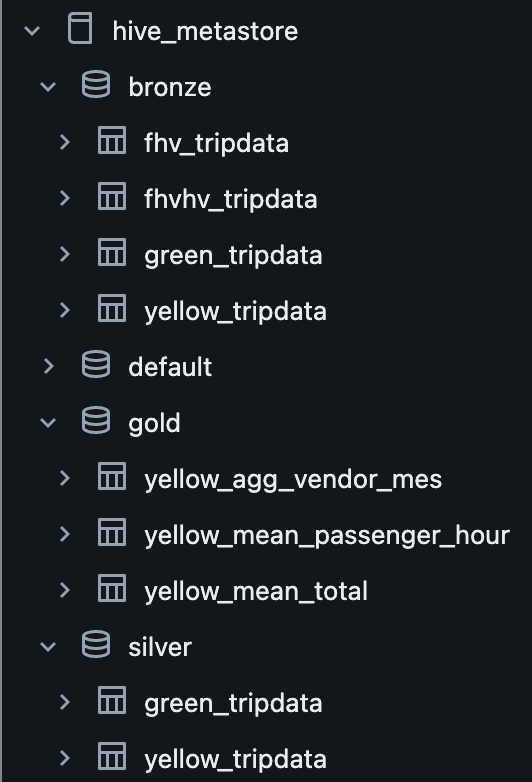 hive_metastore
bronze
fhv_tripdata
fhvhv_tripdata
green_tripdata
yellow_tripdata
default
gold
yellow_agg_vendor_mes
yellow_mean_passenger_hour
yellow_mean_total
silver
green_tripdata
yellow_tripdata